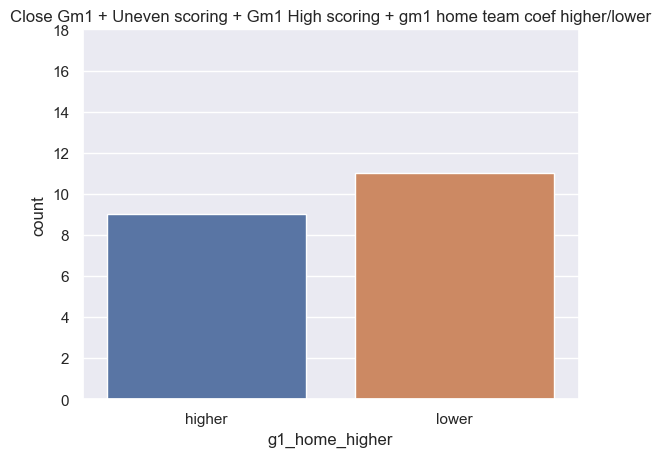 Close Gm1 + Uneven scoring + Gm1 High scoring + gm1 home team coef higher/lower
18
16
14
12
10
8
6
4
2
0
count
higher
lower
g1_home_higher